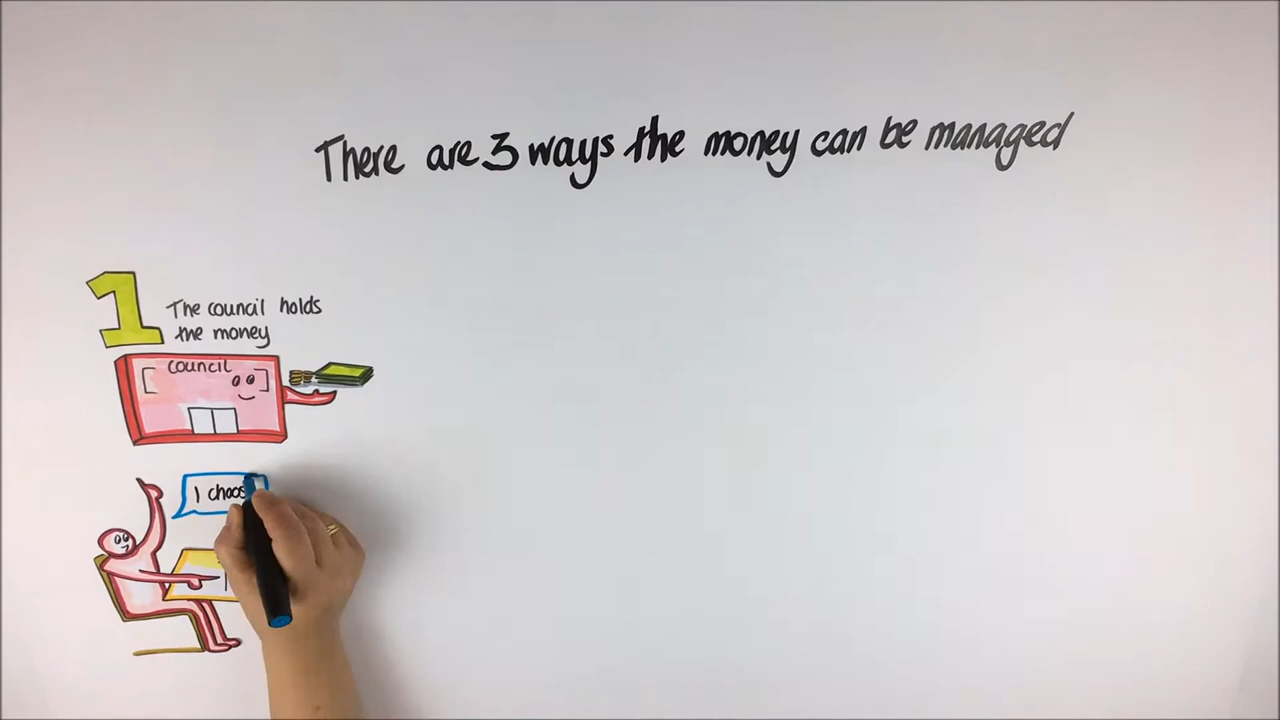 There are 3 ways the money can be managed
1
The council holds
the money
council
I